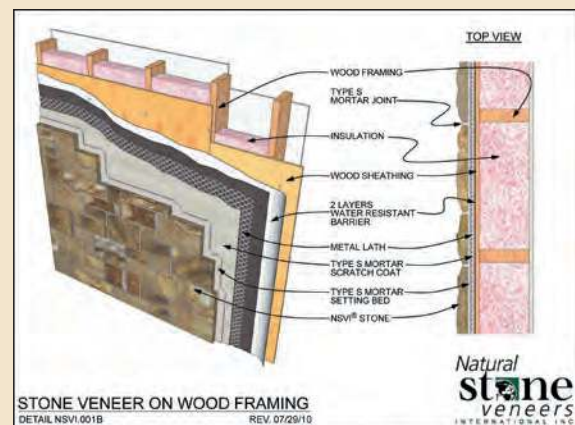 TOP VIEW
WOOD FRAMING
TYPE S
MORTAR JOINT
INSULATION
WOOD SHEATHING
2 LAYERS
WATER RESISTANT
BARRIER
METAL LATH
TYPE S MORTAR
SCRATCH COAT
TYPE S MORTAR
SETTING BED
NSVI® STONE
STONE VENEER ON WOOD FRAMING
DETAIL NSVI.001B REV. 07/29/10
Natural
stone
veneers
INTERNATIONAL INC